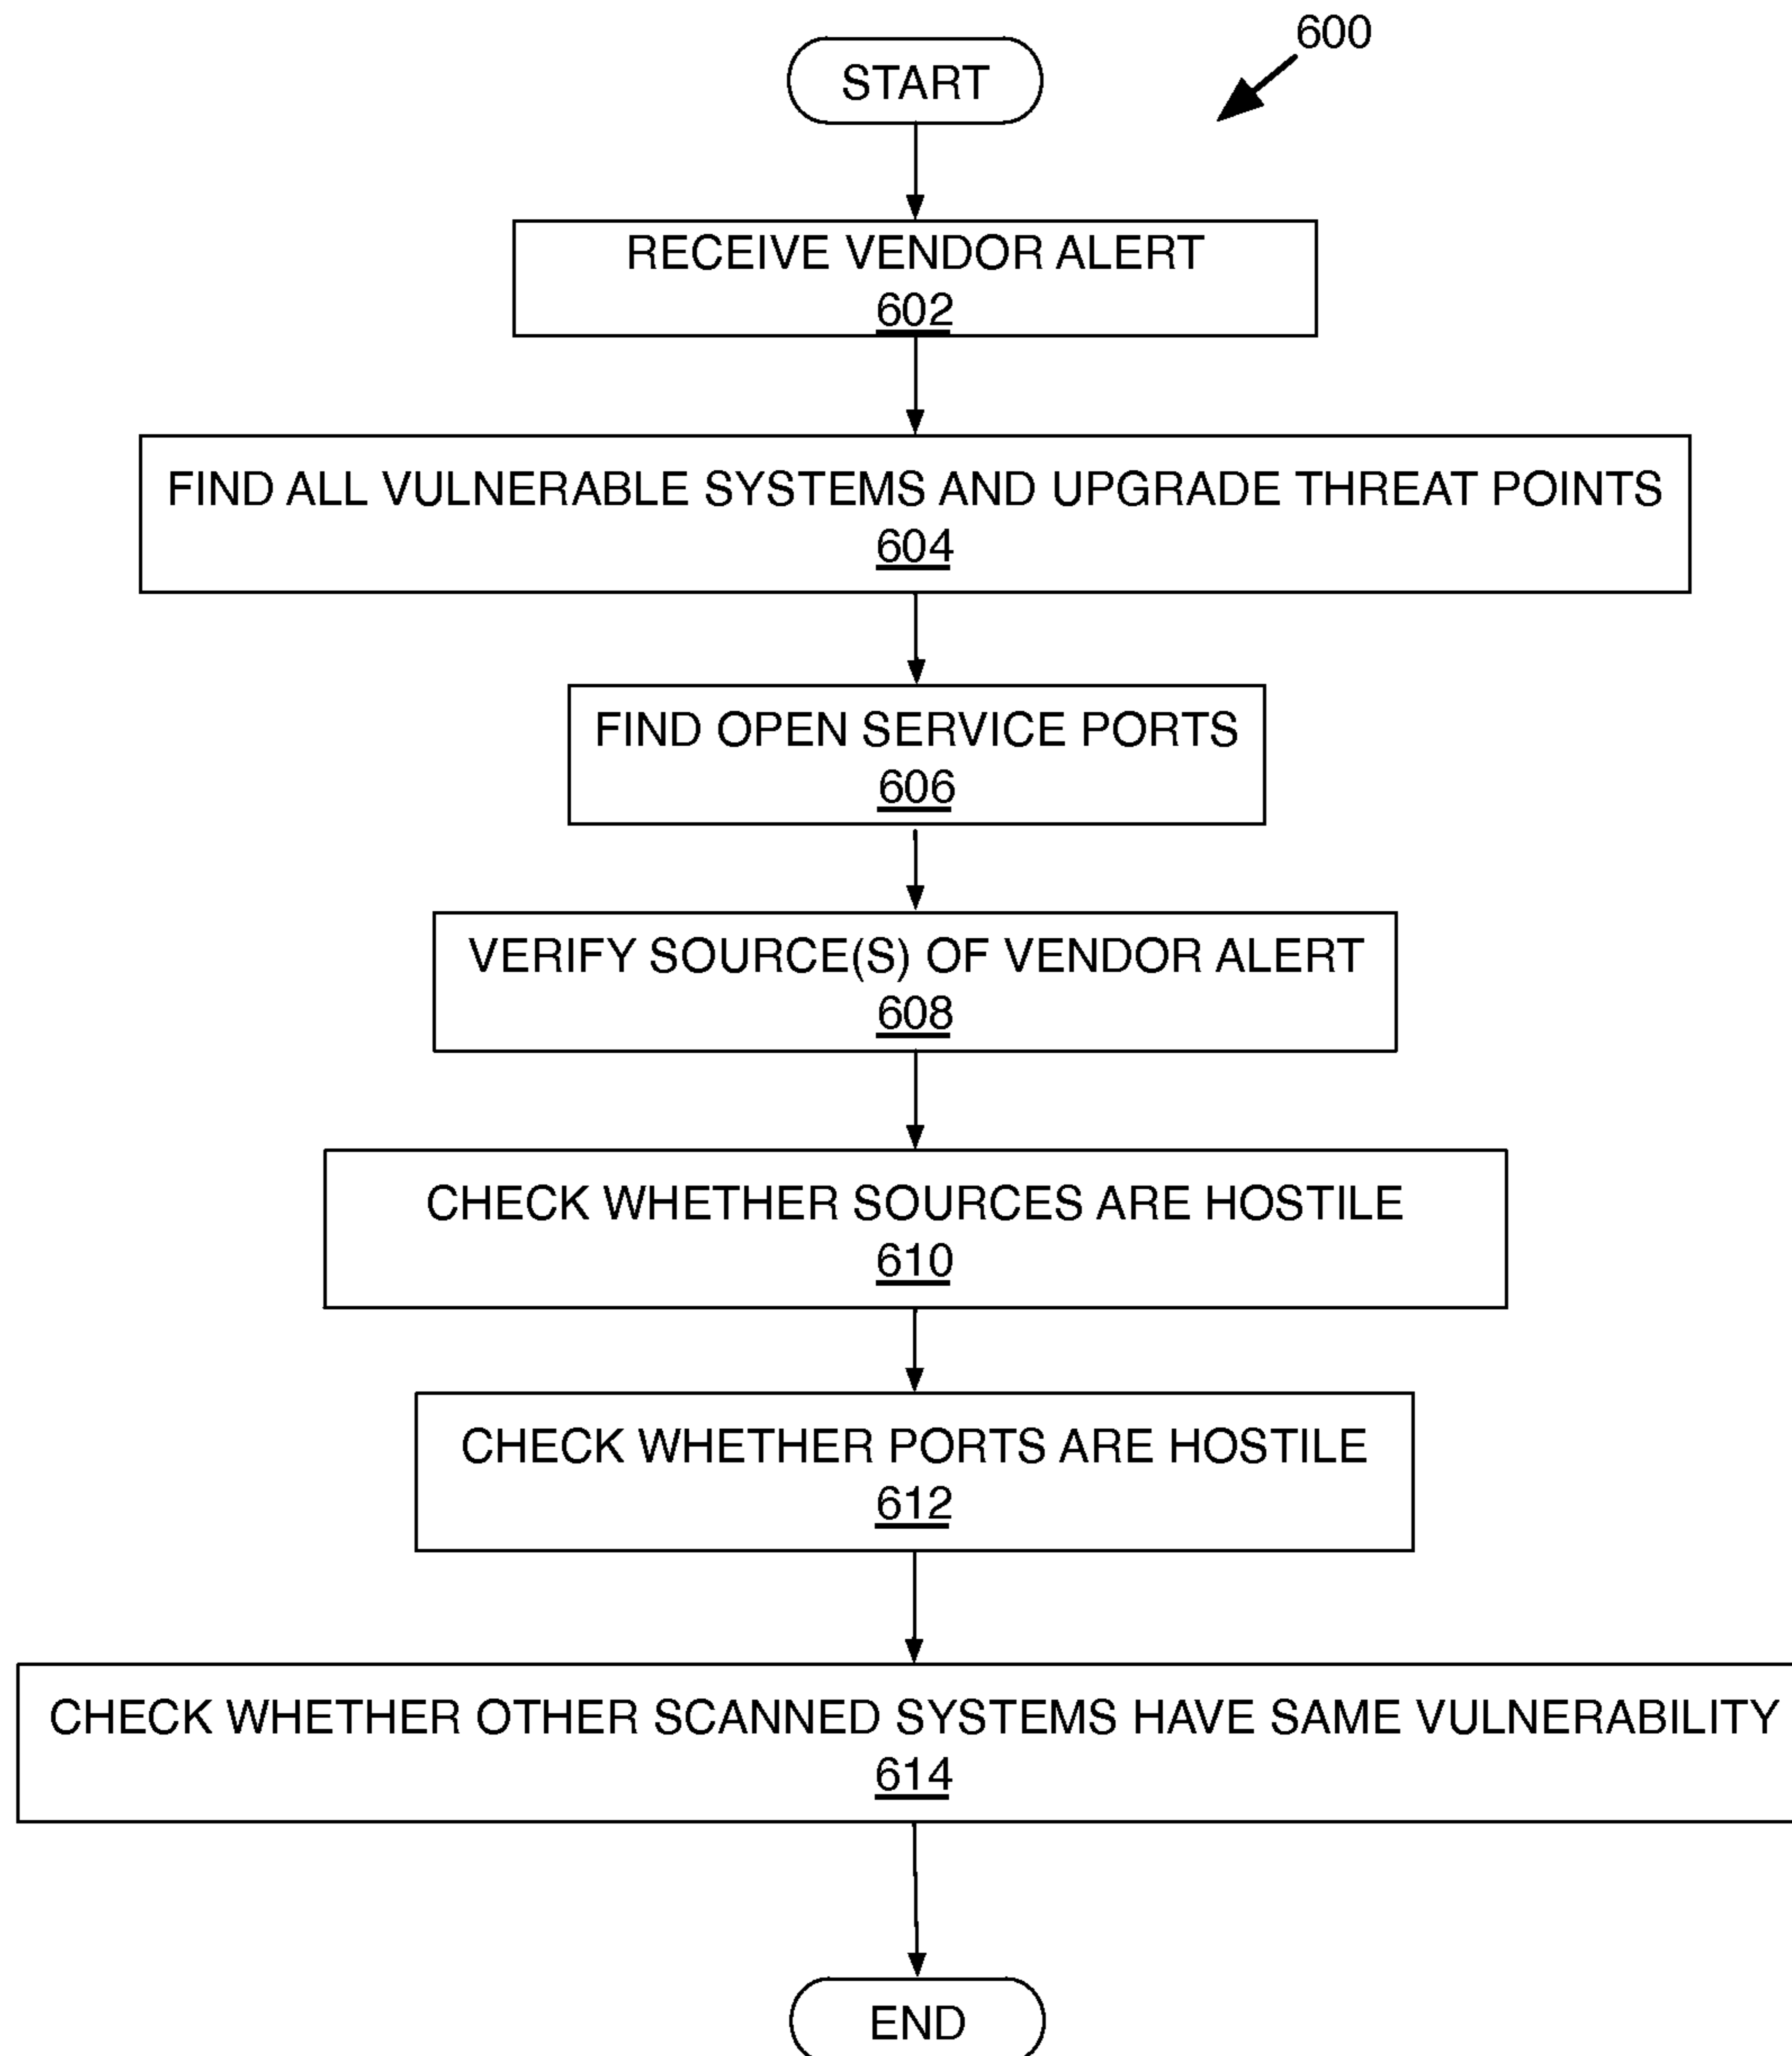 600
START
RECEIVE VENDOR ALERT
602
FIND ALL VULNERABLE SYSTEMS AND UPGRADE THREAT POINTS
604
FIND OPEN SERVICE PORTS
606
VERIFY SOURCE(S) OF VENDOR ALERT
608
CHECK WHETHER SOURCES ARE HOSTILE
610
CHECK WHETHER PORTS ARE HOSTILE
612
CHECK WHETHER OTHER SCANNED SYSTEMS HAVE SAME VULNERABILITY
614
END